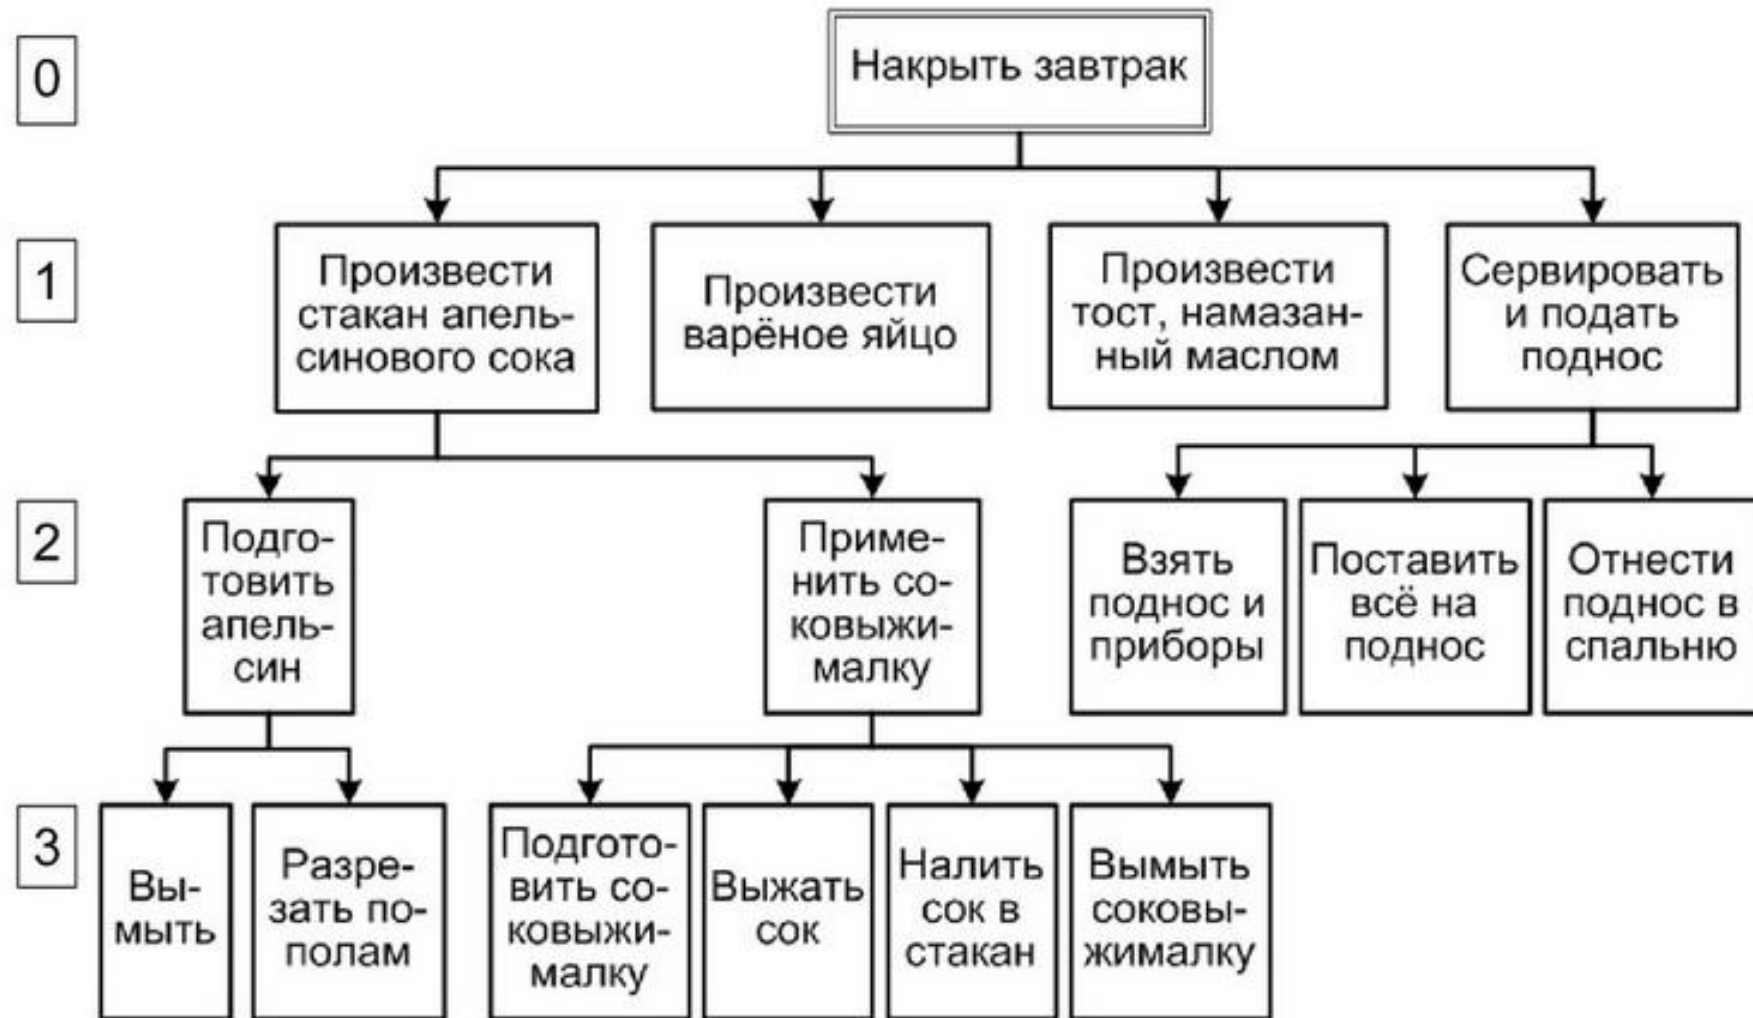 0
Накрыть завтрак
1
Произвести
стакан апель-
синового сока
Произвести
варёное яйцо
Произвести
тост, намазан-
ный маслом
Сервировать
и подать
поднос
2
Подго-
товить
апель-
син
Приме-
нить со-
ковыжи-
малку
Взять
поднос и
приборы
Поставить
всё на
поднос
Отнести
поднос в
спальню
3
Вы-
мыть
Разре-
зать по-
полам
Подгото-
вить со-
ковыжи-
малку
Выжать
сок
Налить
сок в
стакан
Вымыть
соковы-
жималку